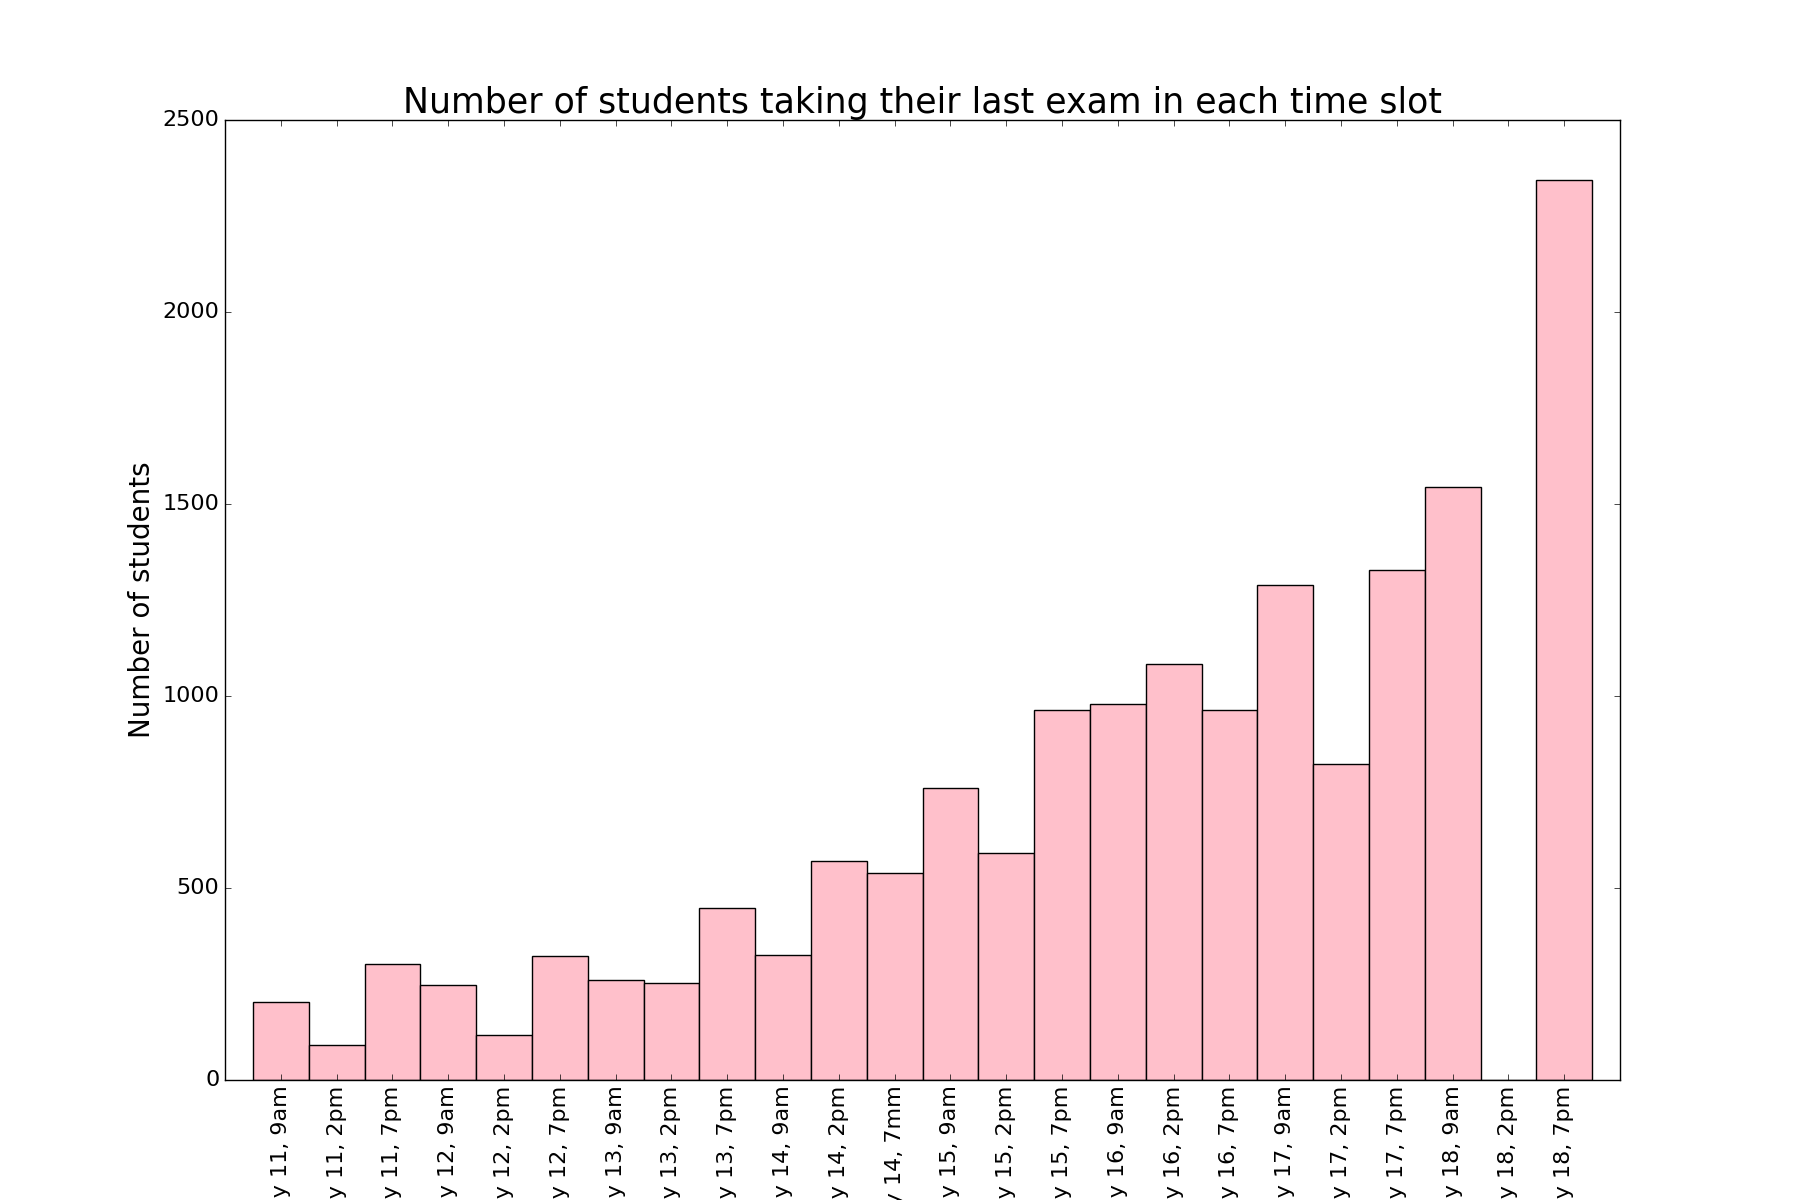 Number of students taking their last exam in each time slot
Number of students
2500
2000
1500
1000
500
0
y 11, 9am
y 11, 2pm
y 11, 7pm
y 12, 9am
y 12, 2pm
y 12, 7pm
y 13, 9am
y 13, 2pm
y 13, 7pm
y 14, 9am
y 14, 2pm
y 14, 7mm
y 15, 9am
y 15, 2pm
y 15, 7pm
y 16, 9am
y 16, 2pm
y 16, 7pm
y 17, 9am
y 17, 2pm
y 17, 7pm
y 18, 9am
y 18, 2pm
y 18, 7pm